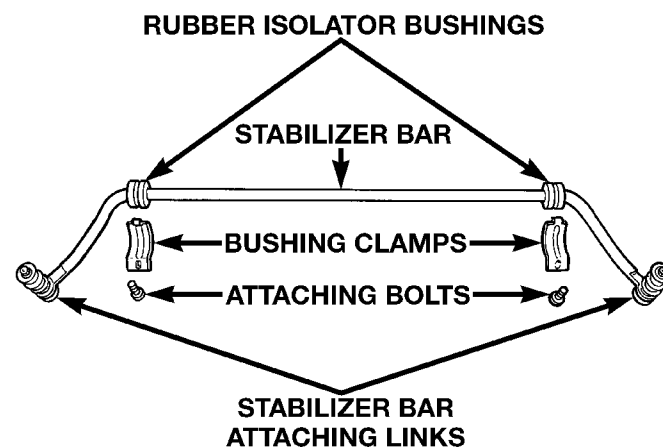 RUBBER ISOLATOR BUSHINGS
STABILIZER BAR
BUSHING CLAMPS
ATTACHING BOLTS
STABILIZER BAR
ATTACHING LINKS